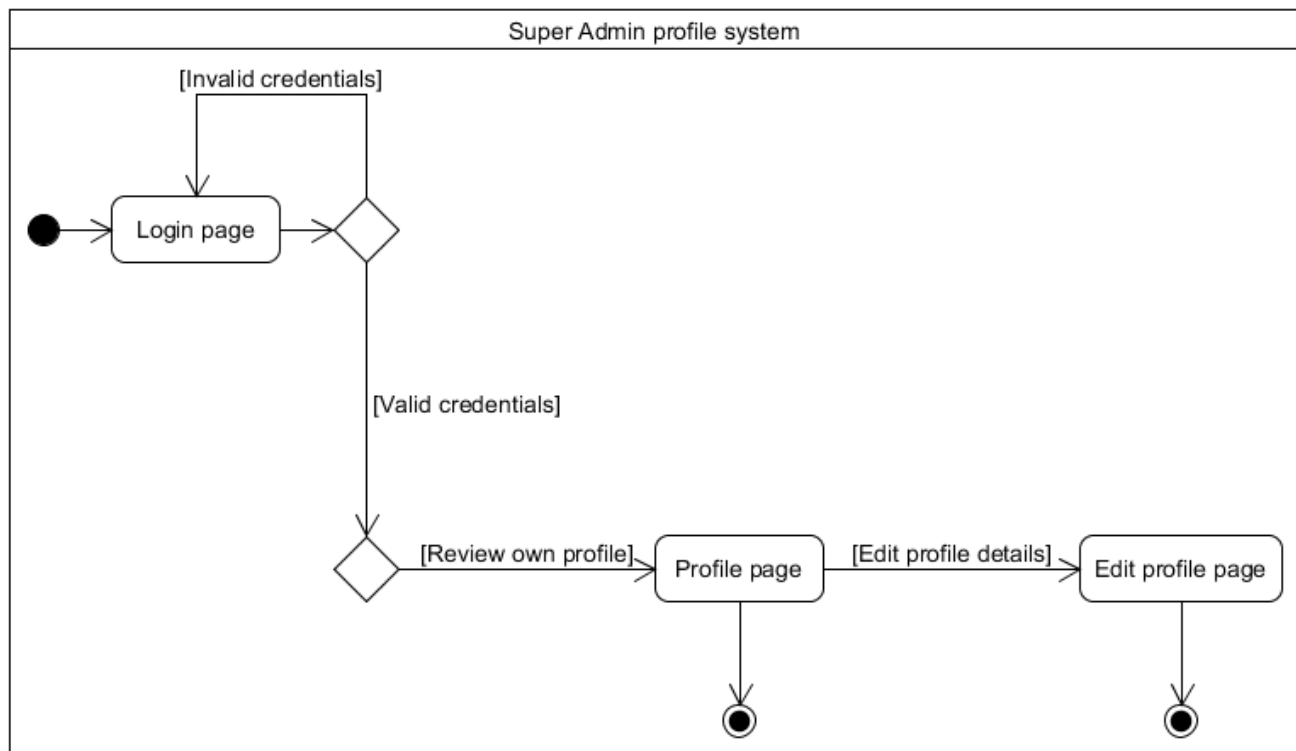 Super Admin profile system
[Invalid credentials]
Login page
[Valid credentials]
[Review own profile]
Profile page
[Edit profile details]
Edit profile page